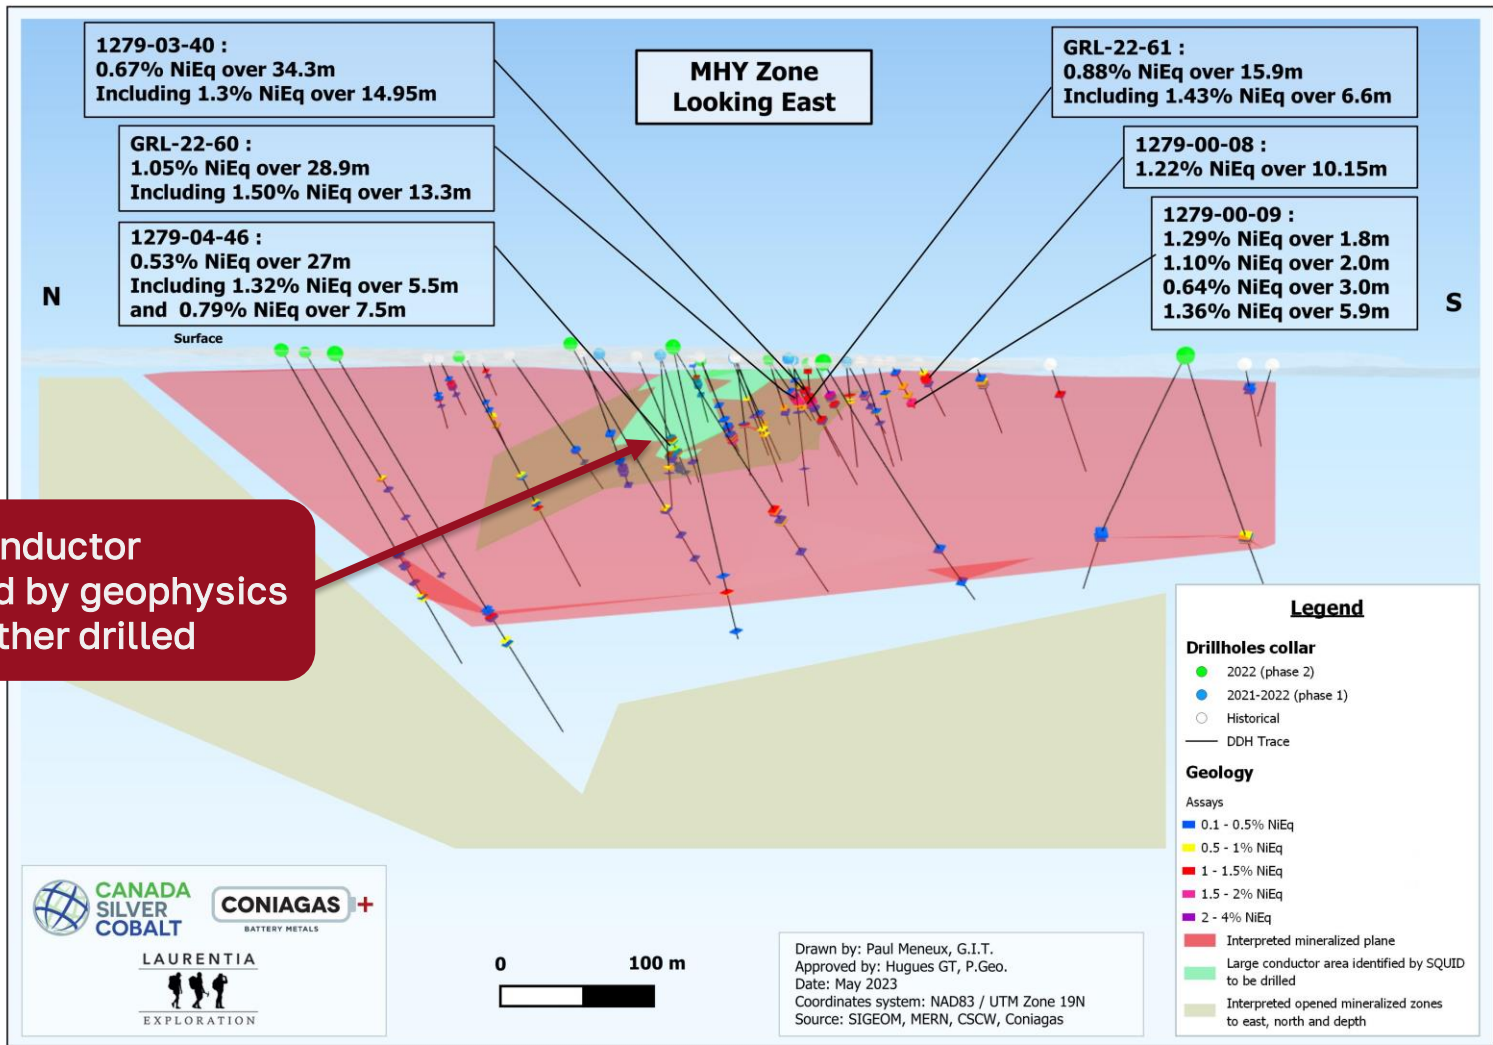 1279-03-40 :
0.67% NiEq over 34.3m
Including 1.3% NiEq over 14.95m
MHY Zone
Looking East
GRL-22-61 :
0.88% NiEq over 15.9m
Including 1.43% NiEq over 6.6m
GRL-22-60 :
1.05% NiEq over 28.9m
Including 1.50% NiEq over 13.3m
1279-00-08 :
1.22% NiEq over 10.15m
1279-04-46 :
0.53% NiEq over 27m
Including 1.32% NiEq over 5.5m
and 0.79% NiEq over 7.5m
1279-00-09 :
1.29% NiEq over 1.8m
1.10% NiEq over 2.0m
0.64% NiEq over 3.0m
1.36% NiEq over 5.9m
N
S
Surface
nductor
d by geophysics
ther drilled
Legend
Drillholes collar
2022 (phase 2)
2021-2022 (phase 1)
Historical
DDH Trace
Geology
Assays
0.1 - 0.5% NiEq
0.5 - 1% NiEq
1 - 1.5% NiEq
1.5 - 2% NiEq
2 - 4% NiEq
Interpreted mineralized plane
Large conductor area identified by SQUID
to be drilled
Interpreted opened mineralized zones
to east, north and depth
CANADA
SILVER
COBALT
CONIAGAS +
BATTERY METALS
LAURENTIA
EXPLORATION
0 100 m
Drawn by: Paul Meneux, G.I.T.
Approved by: Hugues GT, P.Geo.
Date: May 2023
Coordinates system: NAD83 / UTM Zone 19N
Source: SIGEOM, MERN, CSCW, Coniagas